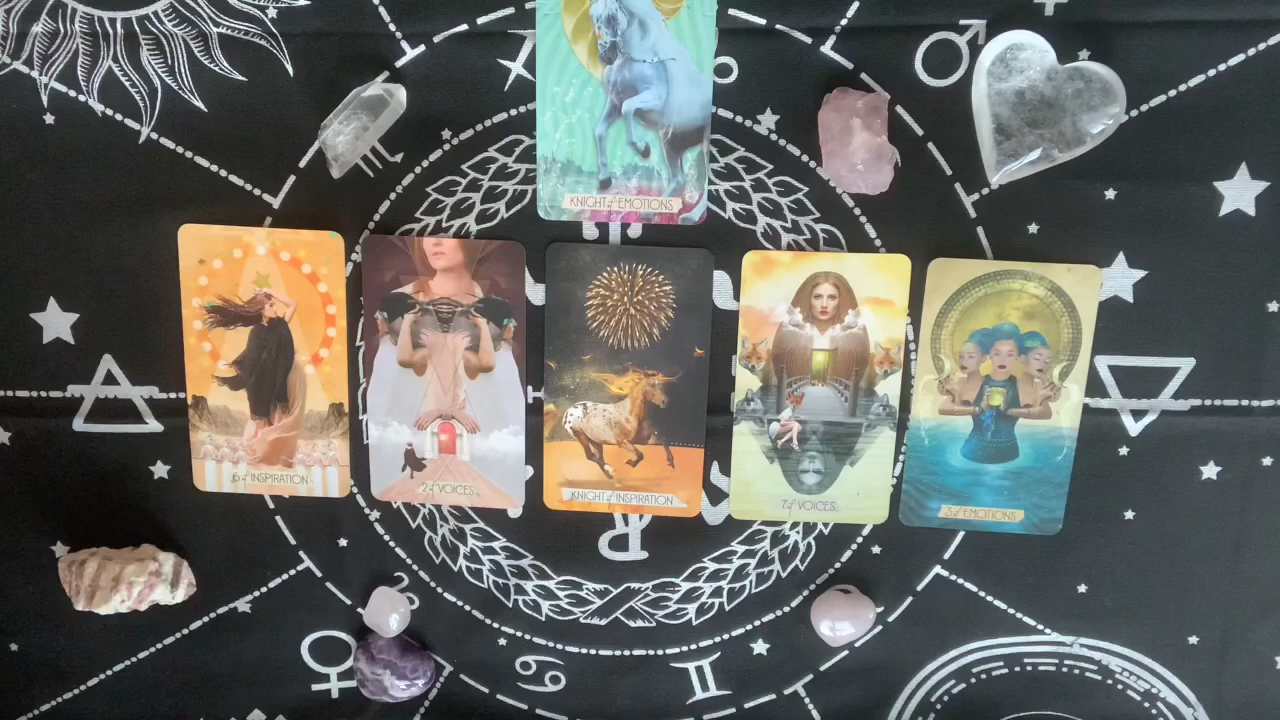 KNIGHT of EMOTIONS
6 of INSPIRATION
2 of VOICES
KNIGHT of INSPIRATION
7 of VOICES
3 of EMOTIONS